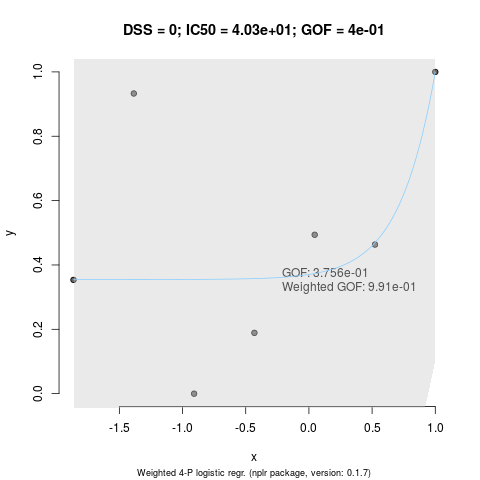 DSS = 0; IC50 = 4.03e+01; GOF = 4e-01
1.0
0.8
0.6
0.4
0.2
0.0
y
GOF: 3.756e-01
Weighted GOF: 9.91e-01
-1.5 -1.0 -0.5 0.0 0.5 1.0
x
Weighted 4-P logistic regr. (nplr package, version: 0.1.7)